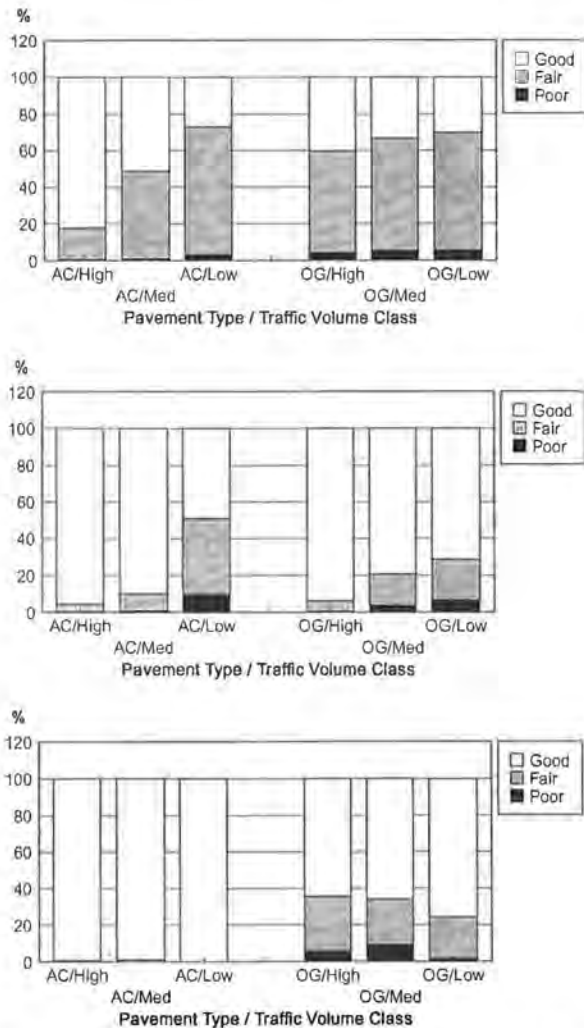 %
120
100
80
60
40
20
0
Good
Fair
Poor
AC/High AC/Low OG/High OG/Low
AC/Med OG/Med
Pavement Type / Traffic Volume Class
%
120
100
80
60
40
20
0
Good
Fair
Poor
AC/High AC/Low OG/High OG/Low
AC/Med OG/Med
Pavement Type / Traffic Volume Class
%
120
100
80
60
40
20
0
Good
Fair
Poor
AC/High AC/Low OG/High OG/Low
AC/Med OG/Med
Pavement Type / Traffic Volume Class